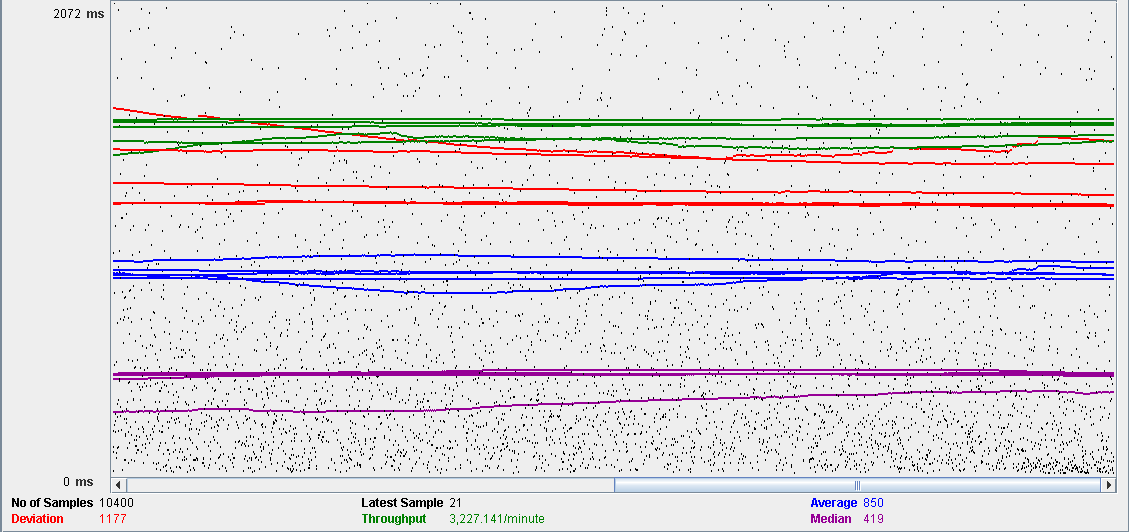 2072 ms
0 ms
No of Samples 10400 Latest Sample 21 Average 850
Deviation 1177 Throughput 3,227.141/minute Median 419